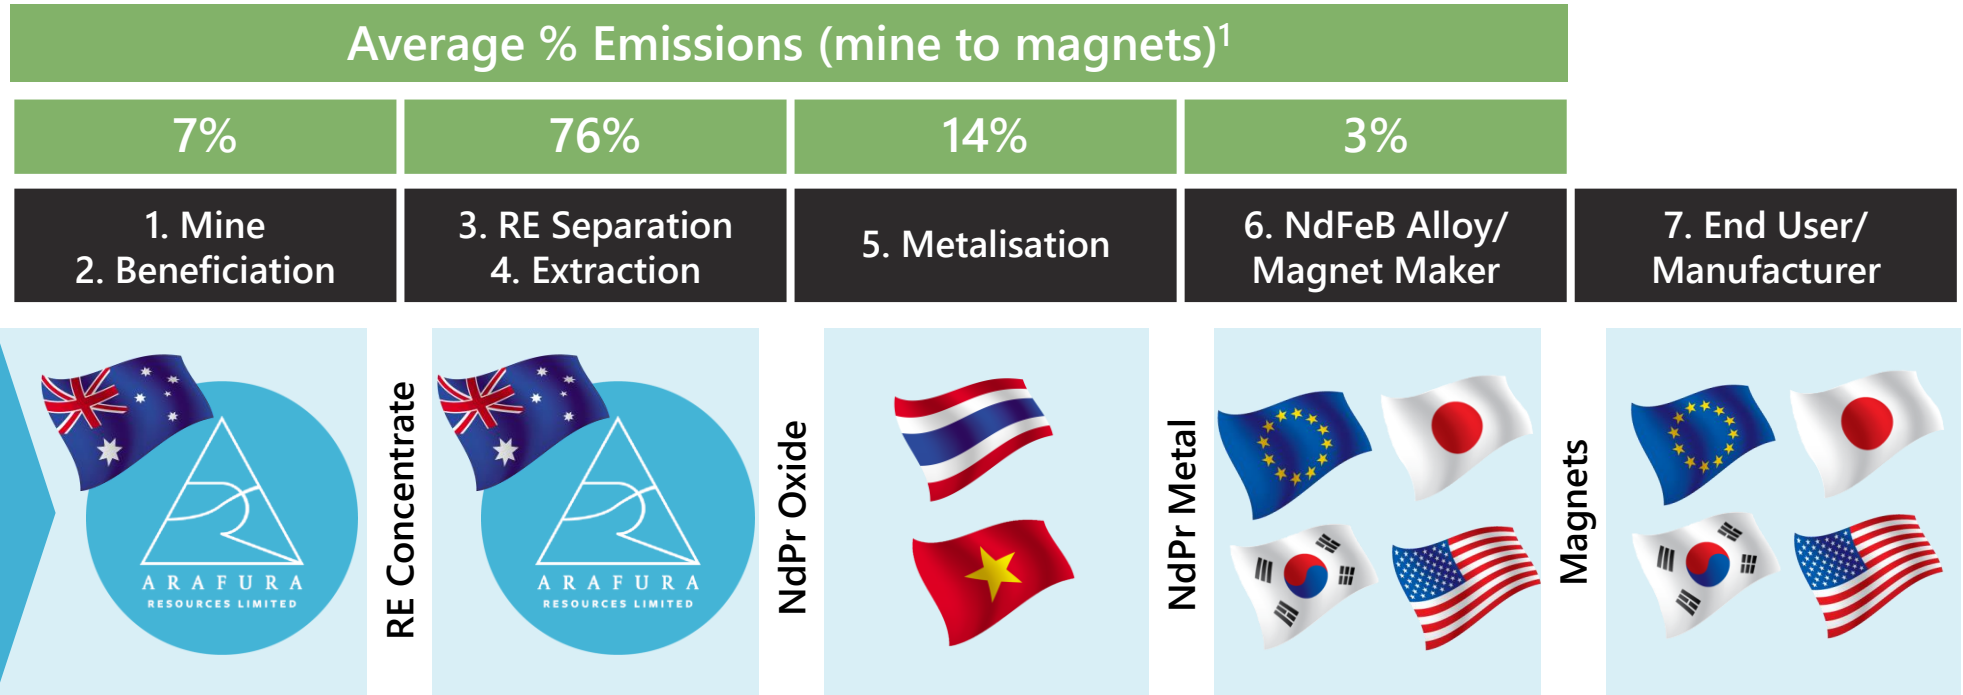 Average % Emissions (mine to magnets)¹
7%
76%
14%
3%
1. Mine
2. Beneficiation
3. RE Separation
4. Extraction
5. Metalisation
6. NdFeB Alloy/
Magnet Maker
7. End User/
Manufacturer
ARAFURA
RESOURCES LIMITED
RE Concentrate
ARAFURA
RESOURCES LIMITED
NdPr Oxide
NdPr Metal
Magnets